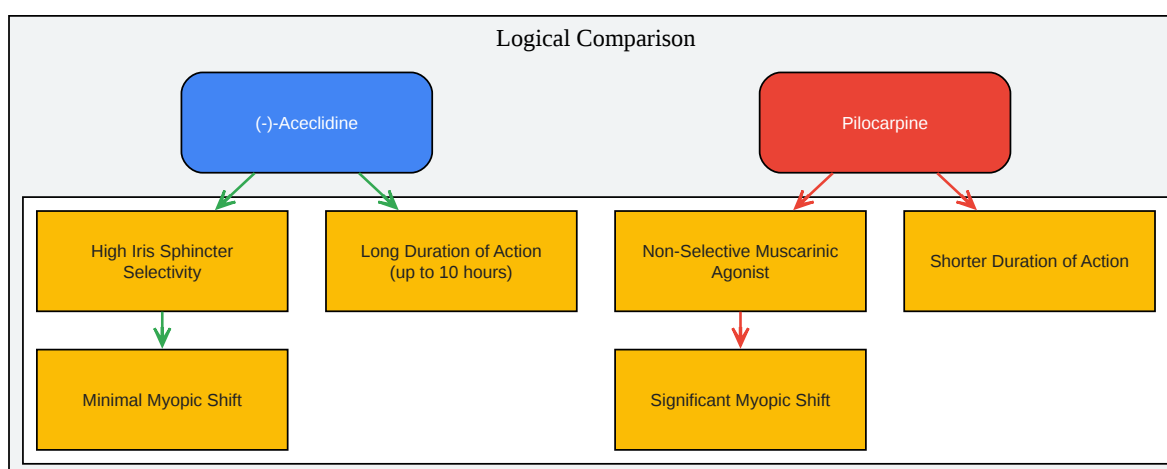 Logical Comparison
(-)-Aceclidine
Pilocarpine
High Iris Sphincter
Selectivity
Long Duration of Action
(up to 10 hours)
Non-Selective Muscarinic
Agonist
Shorter Duration of Action
Minimal Myopic Shift
Significant Myopic Shift